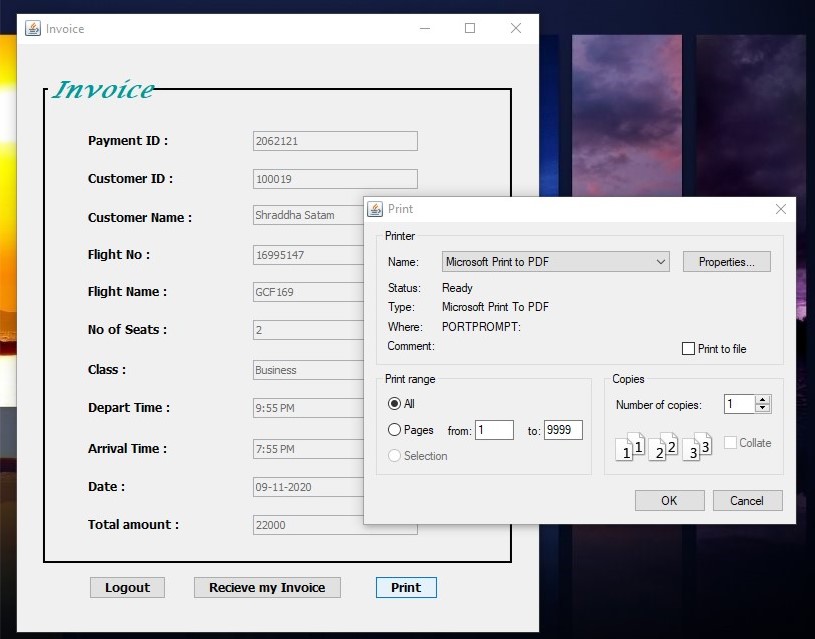 Invoice
Invoice
Payment ID : 2062121
Customer ID : 100019
Customer Name : Shraddha Satam
Flight No : 16995147
Flight Name : GCF169
No of Seats : 2
Class : Business
Depart Time : 9:55 PM
Arrival Time : 7:55 PM
Date : 09-11-2020
Total amount : 22000
Logout Recieve my Invoice Print
Print
Printer
Name: Microsoft Print to PDF Properties...
Status: Ready
Type: Microsoft Print To PDF
Where: PORTPROMPT:
Comment:
Print to file
Print range
All
Pages from: 1 to: 9999
Selection
Copies
Number of copies: 1
1 1 2 2 3 3 Collate
OK Cancel